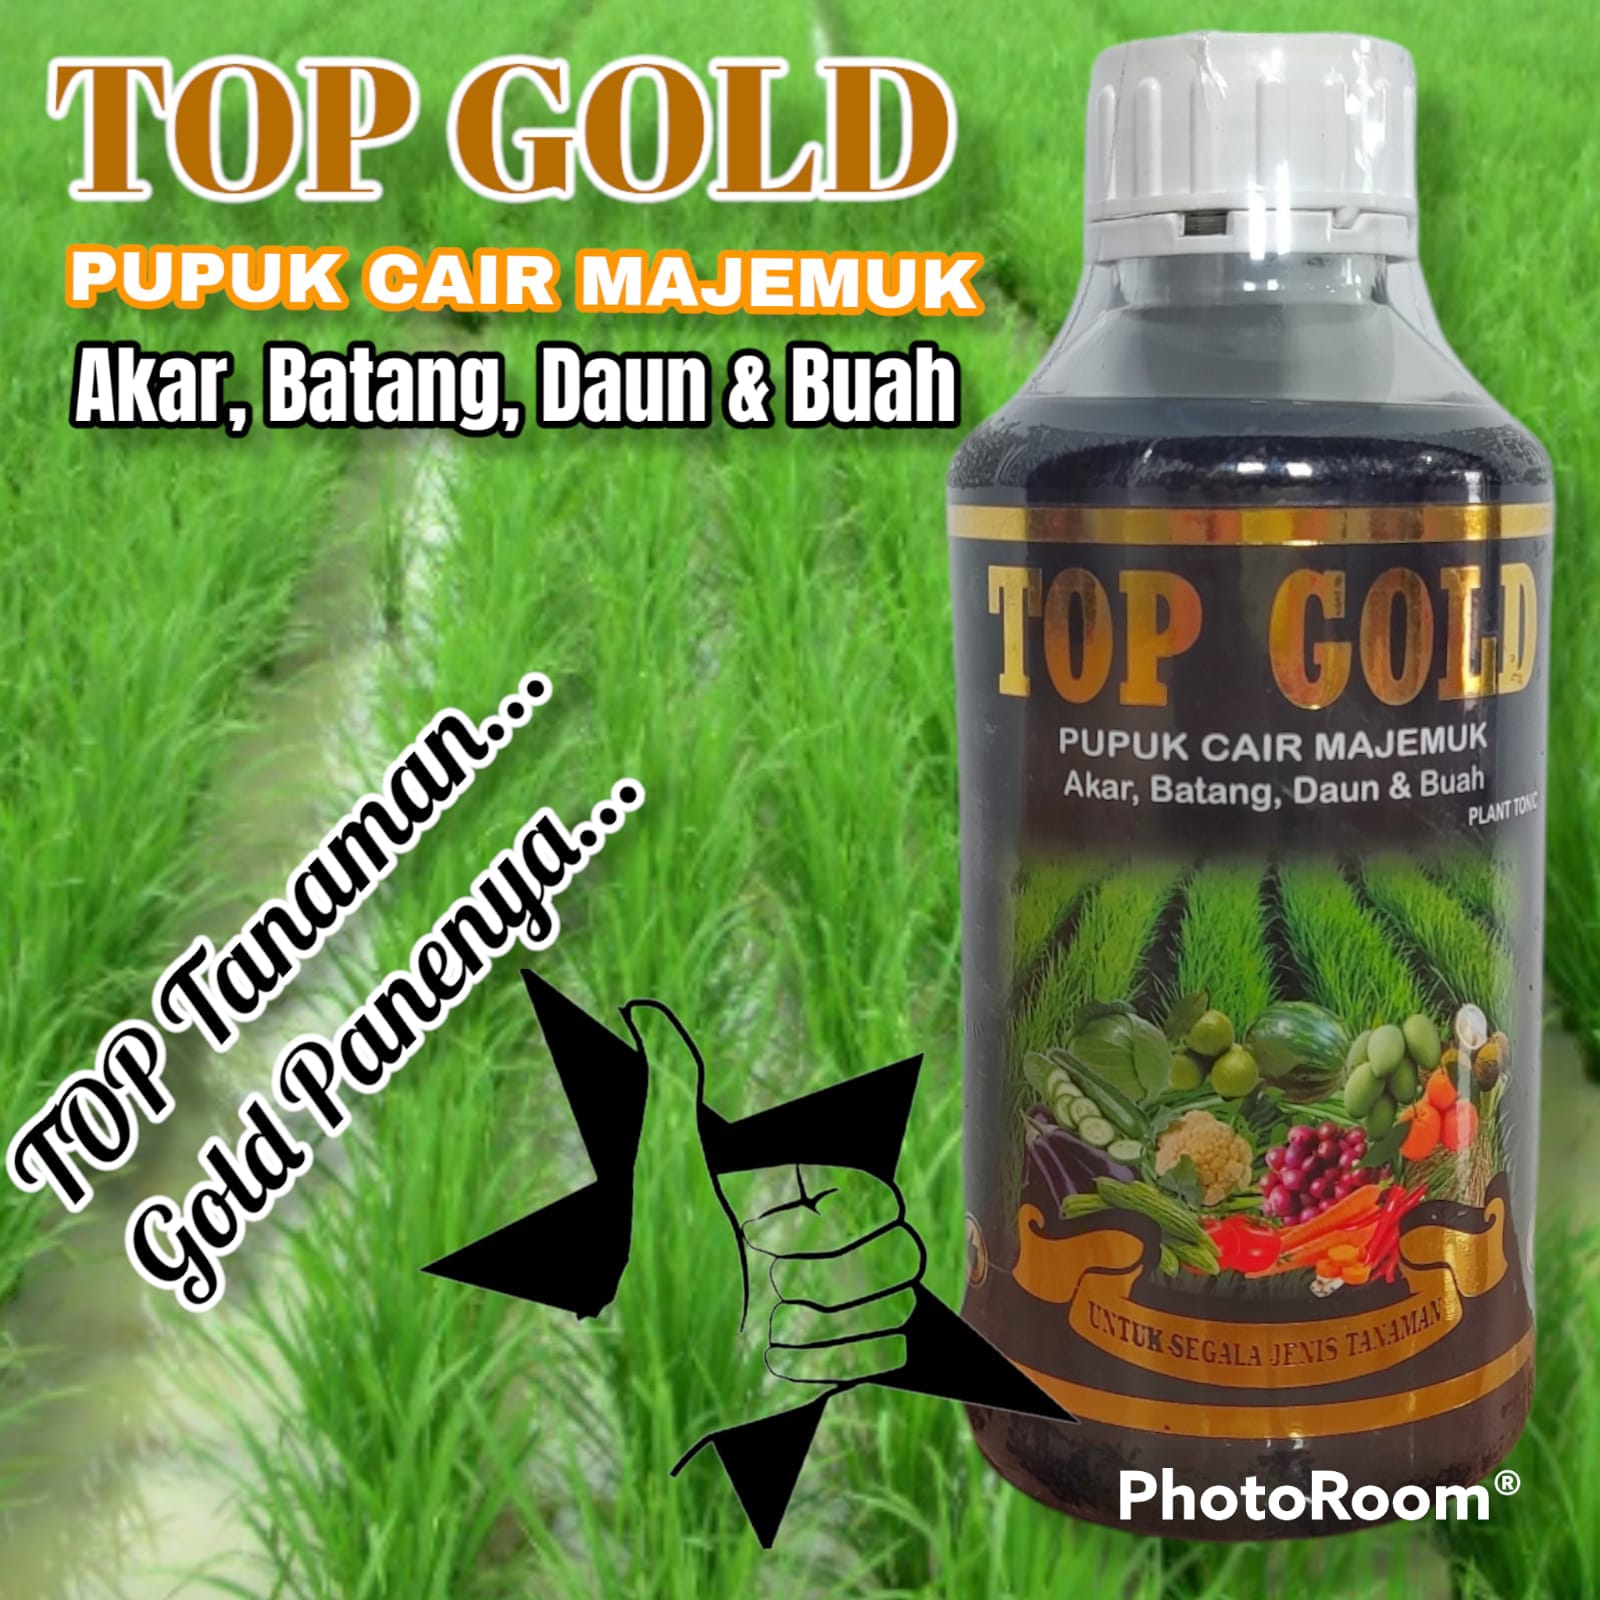 TOP GOLD
PUPUK CAIR MAJEMUK
Akar, Batang, Daun & Buah
TOP Tanaman...
Gold Panenya...
TOP GOLD
PUPUK CAIR MAJEMUK
Akar, Batang, Daun & Buah
PLANT TONIC
UNTUK SEGALA JENIS TANAMAN
PhotoRoom®